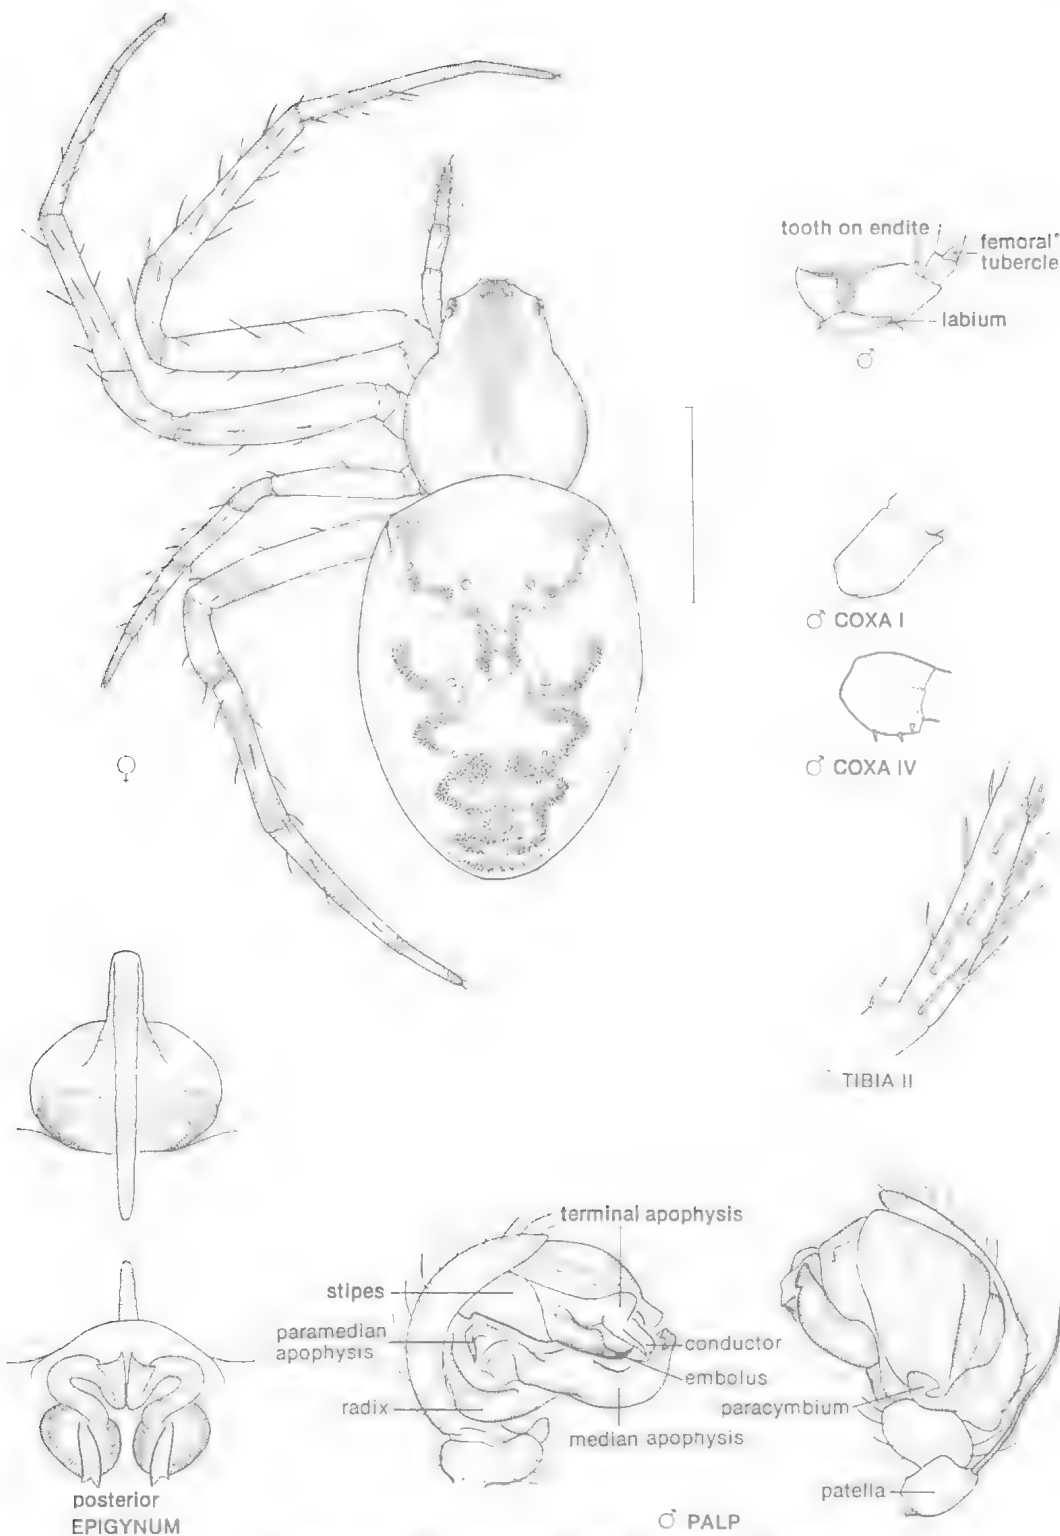 tooth on endite
femoral
tubercle
labium
♂
♂ COXA I
♂ COXA IV
♀
TIBIA II
terminal apophysis
stipes
paramedian
apophysis
conductor
embolus
radix
paracymbium
median apophysis
patella
posterior
EPIGYNUM
♂ PALP